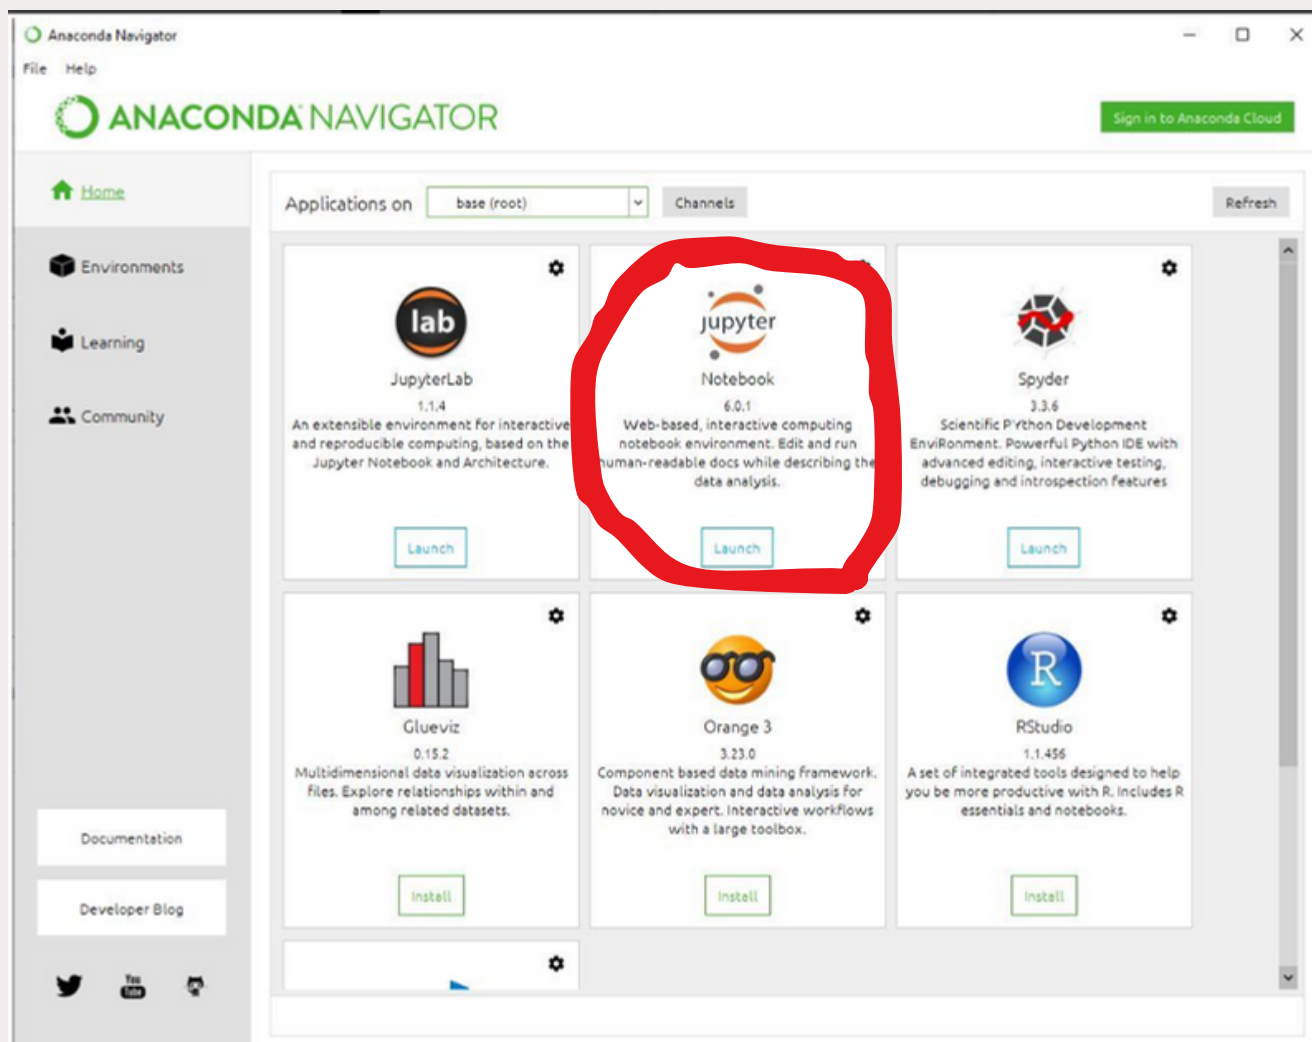 Anaconda Navigator
File Help
ANACONDA NAVIGATOR
Sign in to Anaconda Cloud
Home
Environments
Learning
Community
Documentation
Developer Blog
You
Tube
Applications on base (root) Channels Refresh
lab
JupyterLab
1.1.4
An extensible environment for interactive
and reproducible computing, based on the
Jupyter Notebook and Architecture.
Launch
jupyter
Notebook
6.0.1
Web-based, interactive computing
notebook environment. Edit and run
human-readable docs while describing the
data analysis.
Launch
Spyder
3.3.6
Scientific PYthon Development
EnviRonment. Powerful Python IDE with
advanced editing, interactive testing,
debugging and introspection features
Launch
Glueviz
0.15.2
Multidimensional data visualization across
files. Explore relationships within and
among related datasets.
Install
Orange 3
3.23.0
Component based data mining framework.
Data visualization and data analysis for
novice and expert. Interactive workflows
with a large toolbox.
Install
R
RStudio
1.1.456
A set of integrated tools designed to help
you be more productive with R. Includes R
essentials and notebooks.
Install